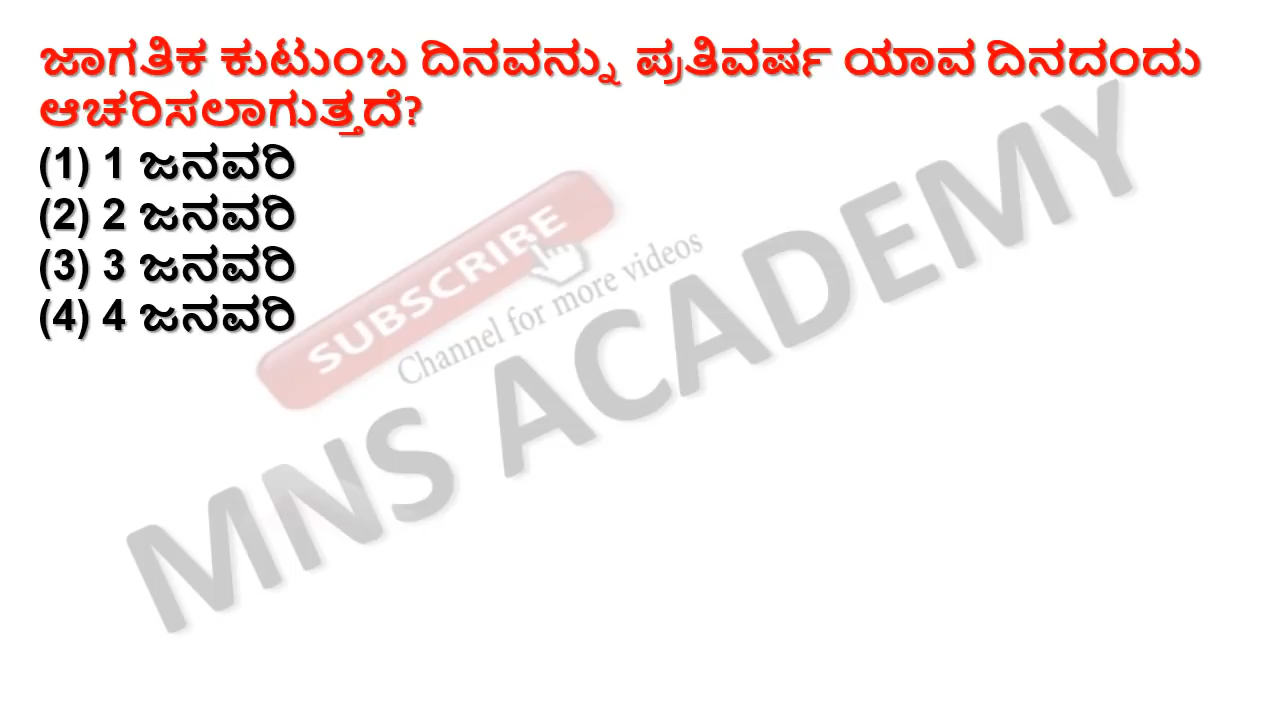 ಜಾಗತಿಕ ಕುಟುಂಬ ದಿನವನ್ನು ಪ್ರತಿವರ್ಷ ಯಾವ ದಿನದಂದು
ಆಚರಿಸಲಾಗುತ್ತದೆ?
(1) 1 ಜನವರಿ
(2) 2 ಜನವರಿ
(3) 3 ಜನವರಿ
(4) 4 ಜನವರಿ
SUBSCRIBE
Channel for more videos
MNS ACADEMY